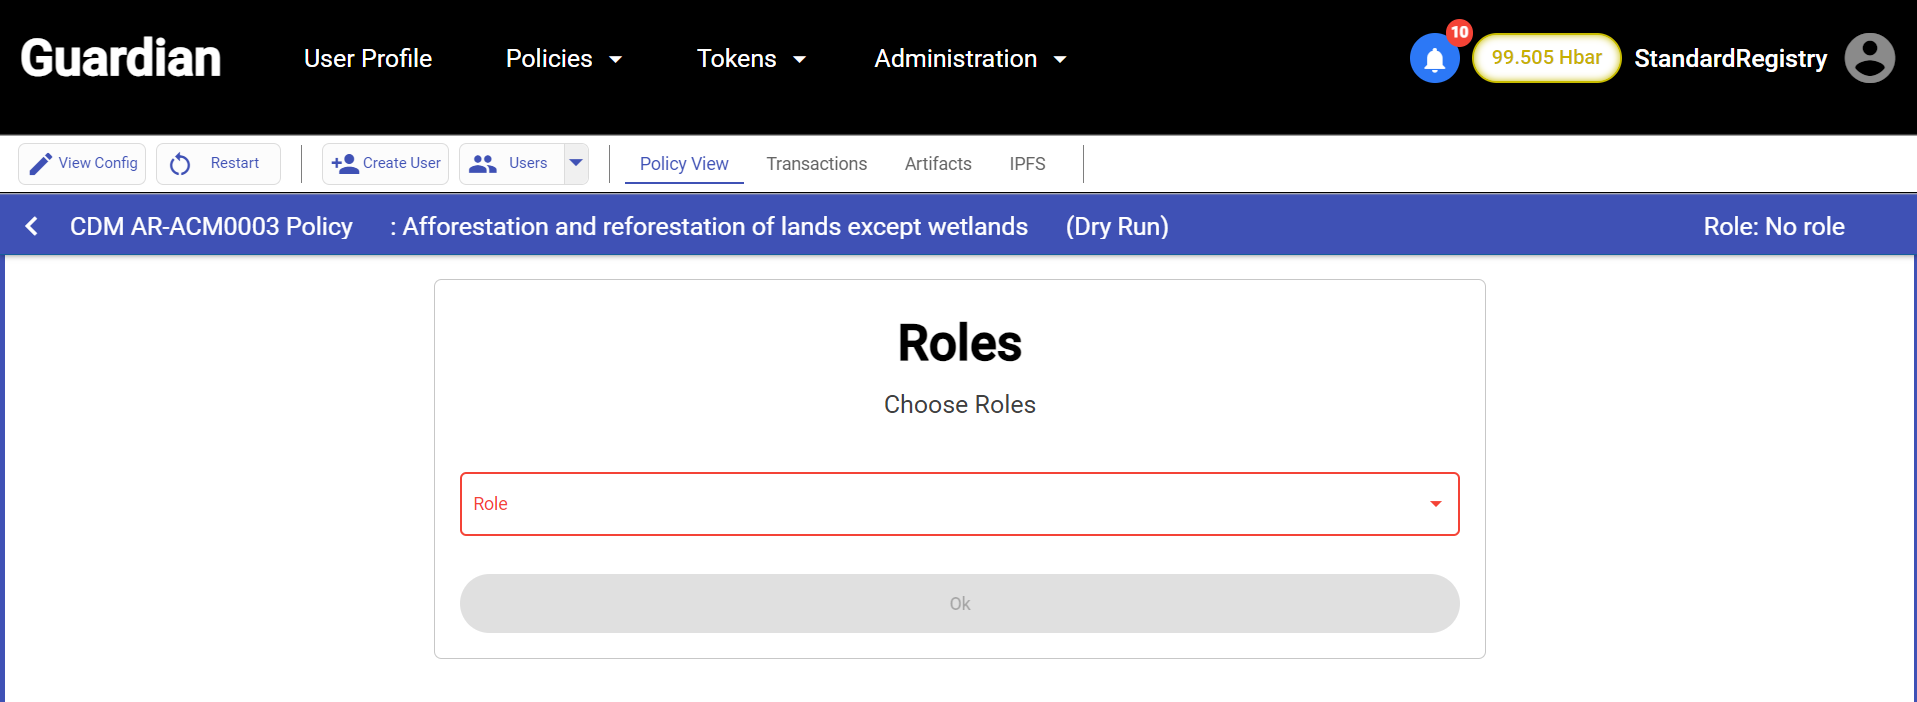 Guardian User Profile Policies Tokens Administration 10 99.505 Hbar StandardRegistry
View Config Restart Create User Users Policy View Transactions Artifacts IPFS
CDM AR-ACM0003 Policy : Afforestation and reforestation of lands except wetlands (Dry Run) Role: No role
Roles
Choose Roles
Role
Ok